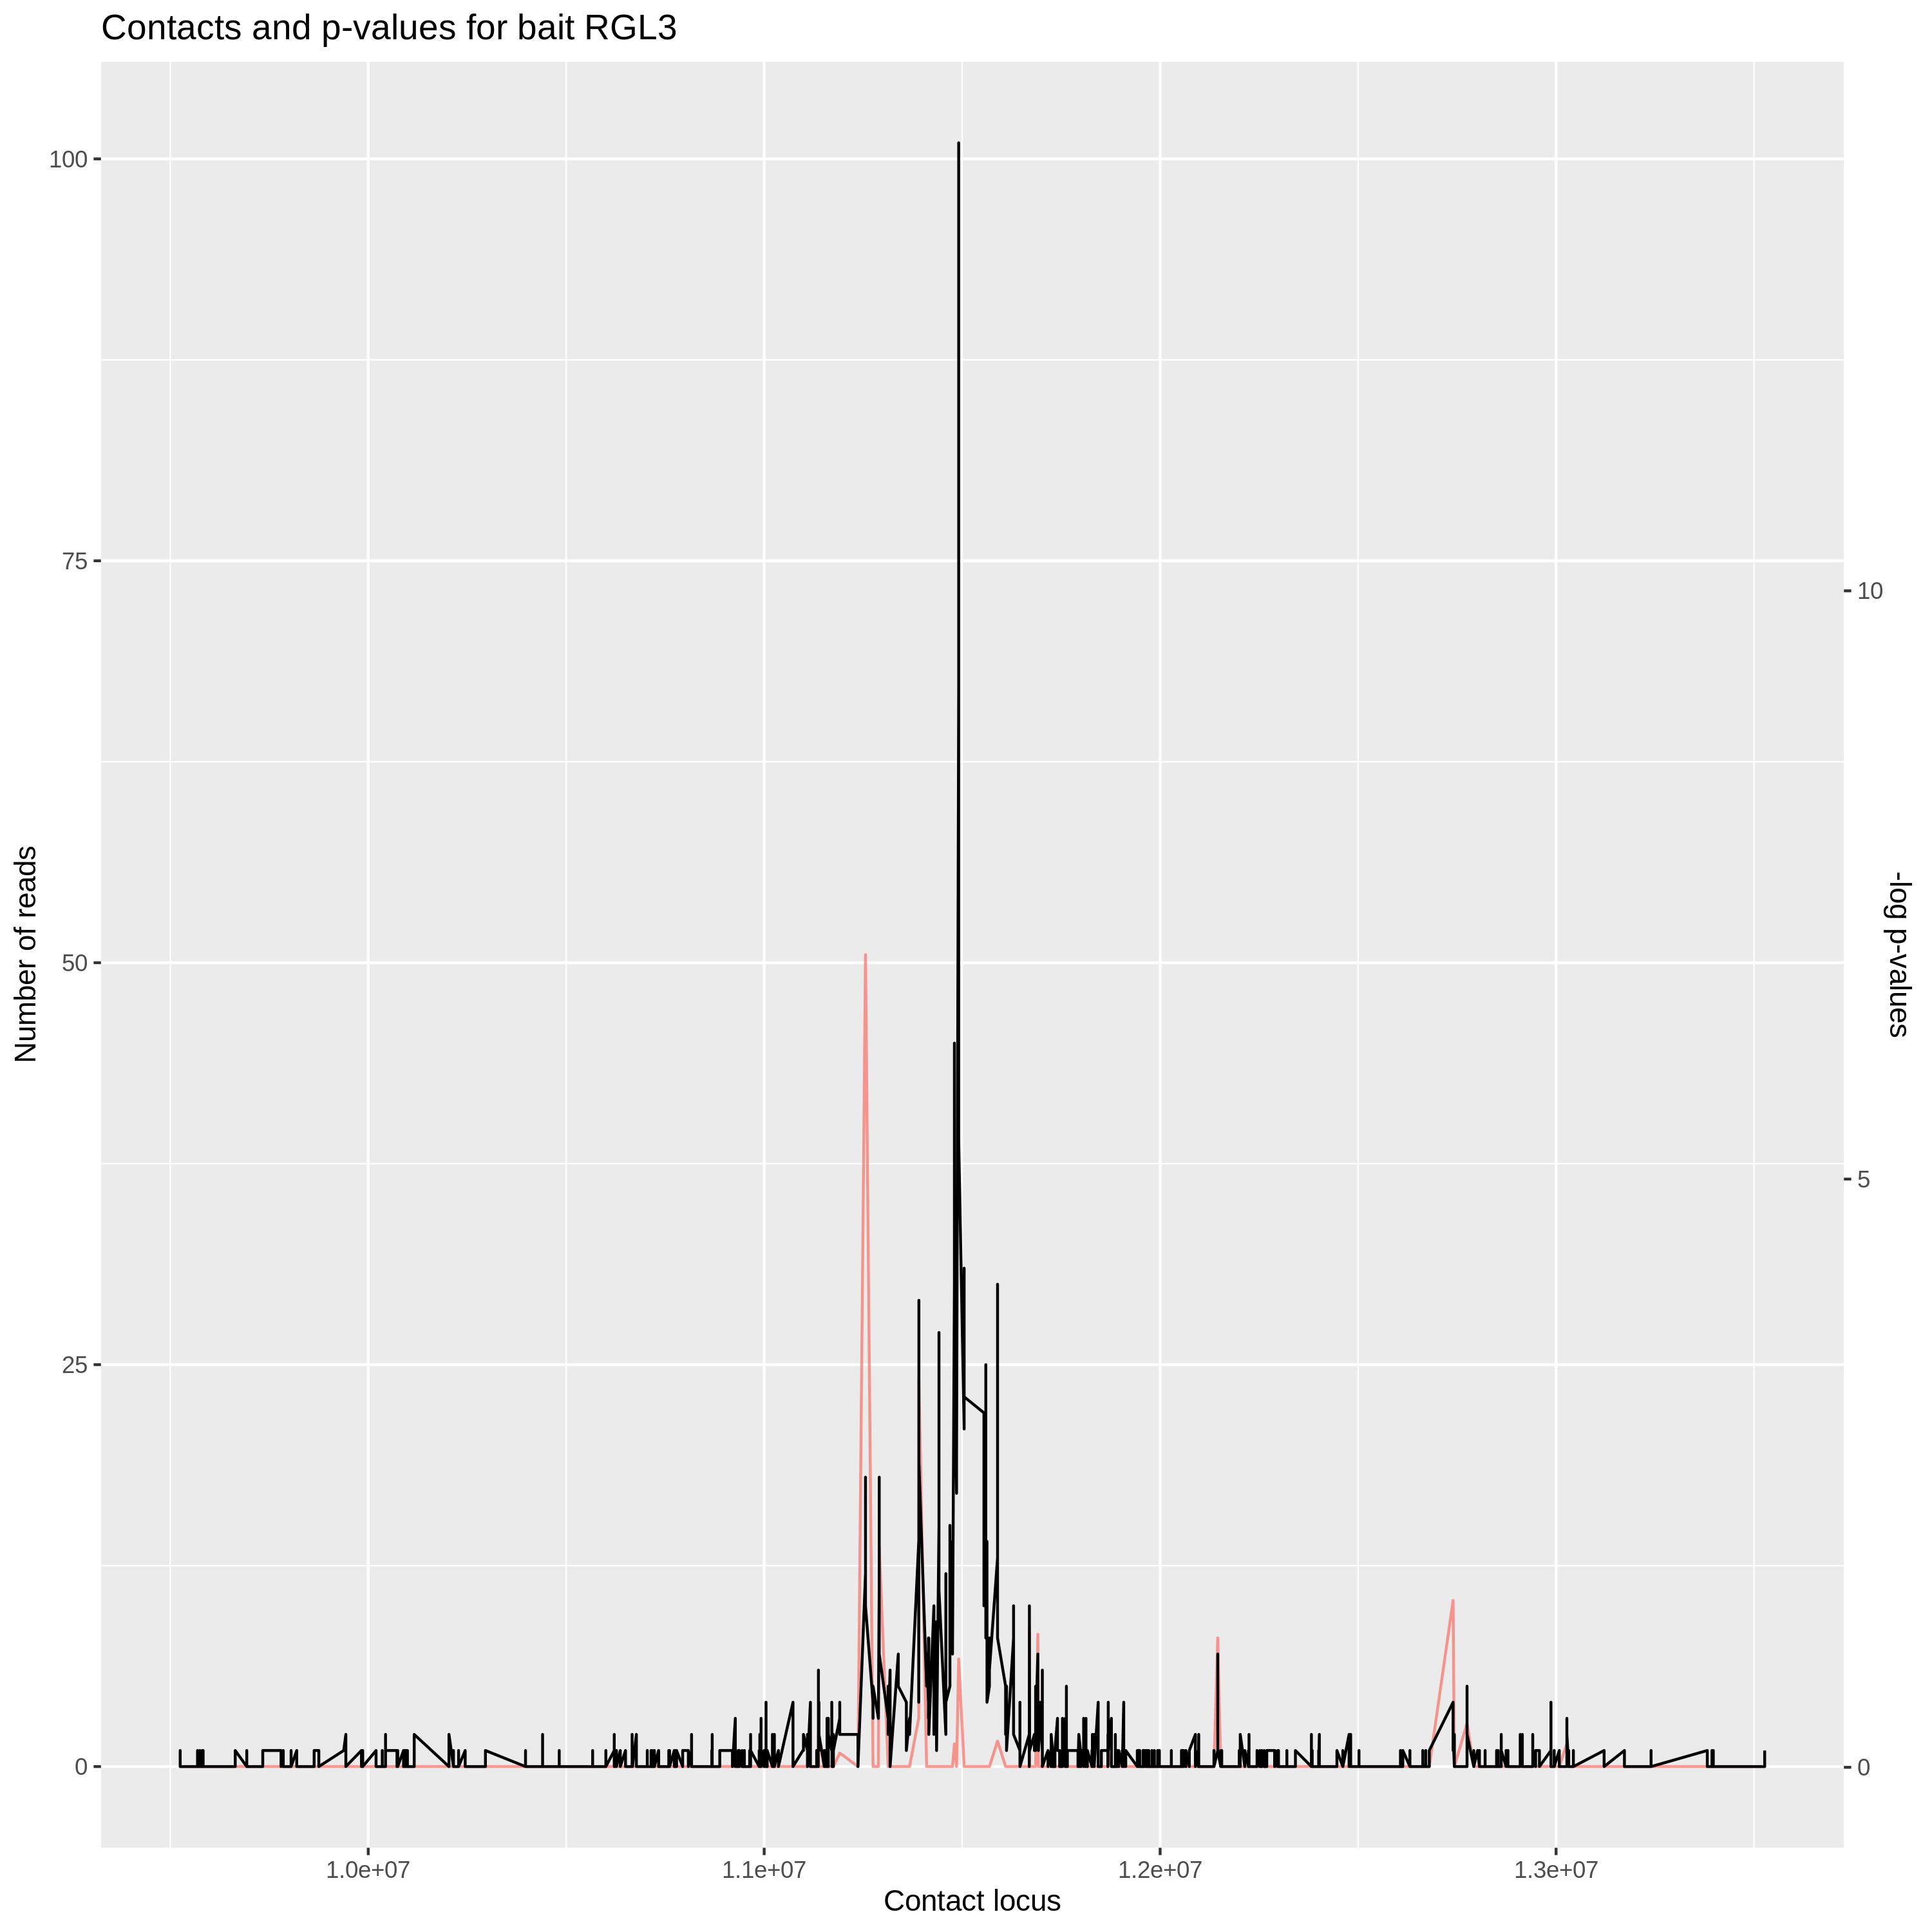 Contacts and p-values for bait RGL3
100
75
50
25
0
Number of reads
10
5
0
-log p-values
1.0e+07
1.1e+07
1.2e+07
1.3e+07
Contact locus